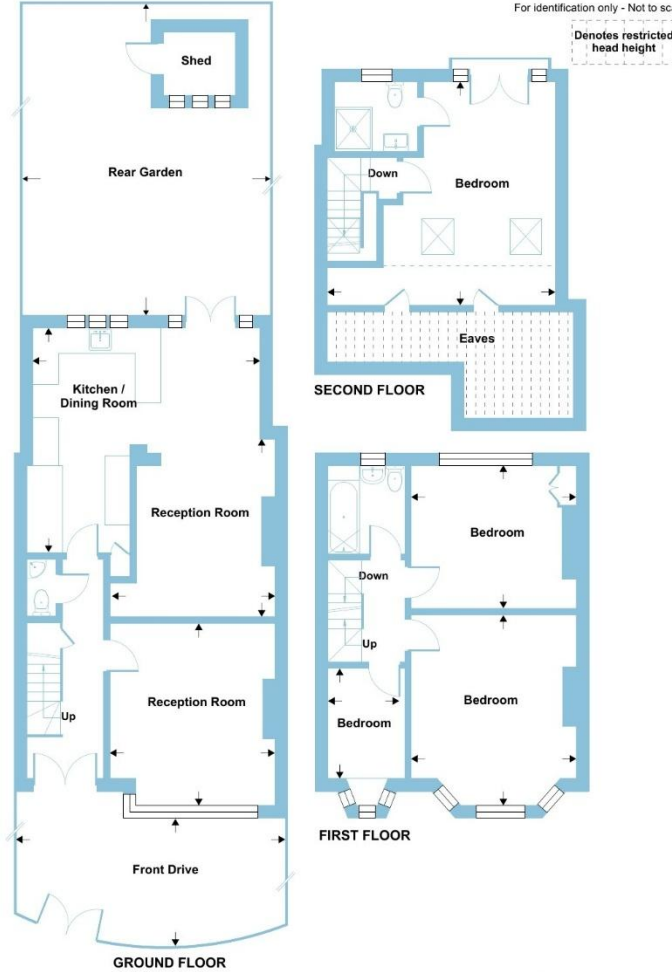 For identification only - Not to sc
Denotes restricted
head height
Shed
Rear Garden
Down
Bedroom
Eaves
SECOND FLOOR
Kitchen /
Dining Room
Reception Room
Reception Room
Up
Front Drive
GROUND FLOOR
Bedroom
Down
Up
Bedroom
Bedroom
FIRST FLOOR